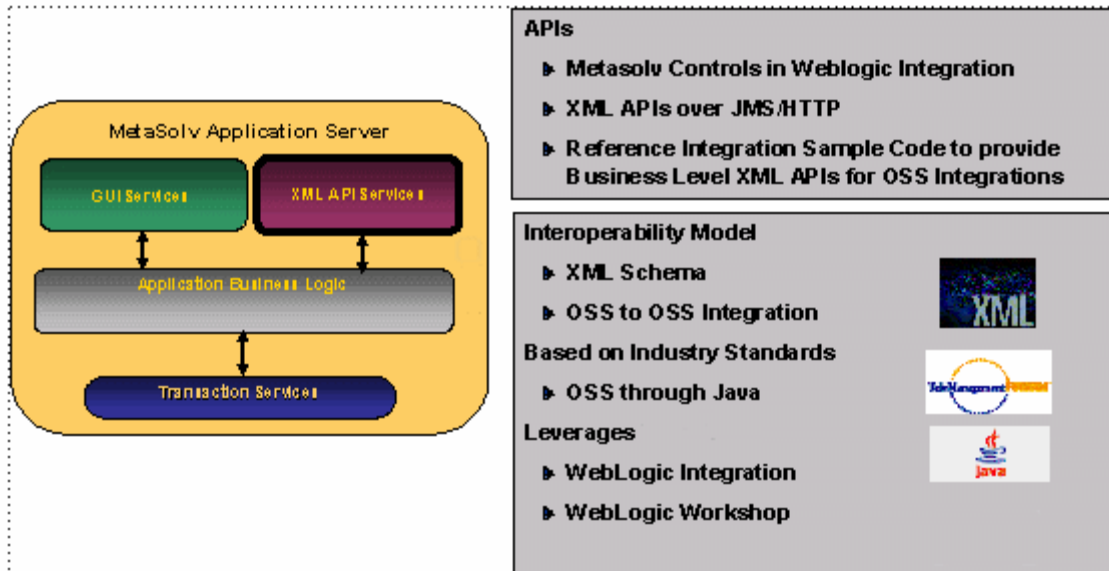 MetaSolv Application Server
GUI Services
XML API Services
Application Business Logic
Transaction Services
APIs
Metasolv Controls in Weblogic Integration
XML APIs over JMS/HTTP
Reference Integration Sample Code to provide
Business Level XML APIs for OSS Integrations
Interoperability Model
XML Schema
OSS to OSS Integration
XML
Based on Industry Standards
OSS through Java
TeleManagement
Leverages
Java
WebLogic Integration
WebLogic Workshop